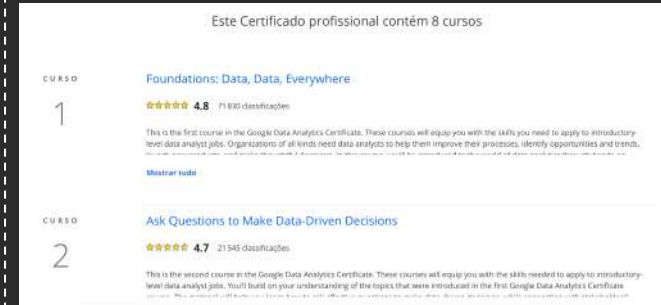 Este Certificado profissional contém 8 cursos
CURSO
1
Foundations: Data, Data, Everywhere
4.8 71 830 classificações
This is the first course in the Google Data Analytics Certificate. These courses will equip you with the skills you need to apply to introductory-
level data analyst jobs. Organizations of all kinds need data analysts to help them improve their processes, identify opportunities and trends,
Mostrar tudo
CURSO
2
Ask Questions to Make Data-Driven Decisions
4.7 21 545 classificações
This is the second course in the Google Data Analytics Certificate. These courses will equip you with the skills needed to apply to introductory-
level data analyst jobs. You'll build on your understanding of the topics that were introduced in the first Google Data Analytics Certificate